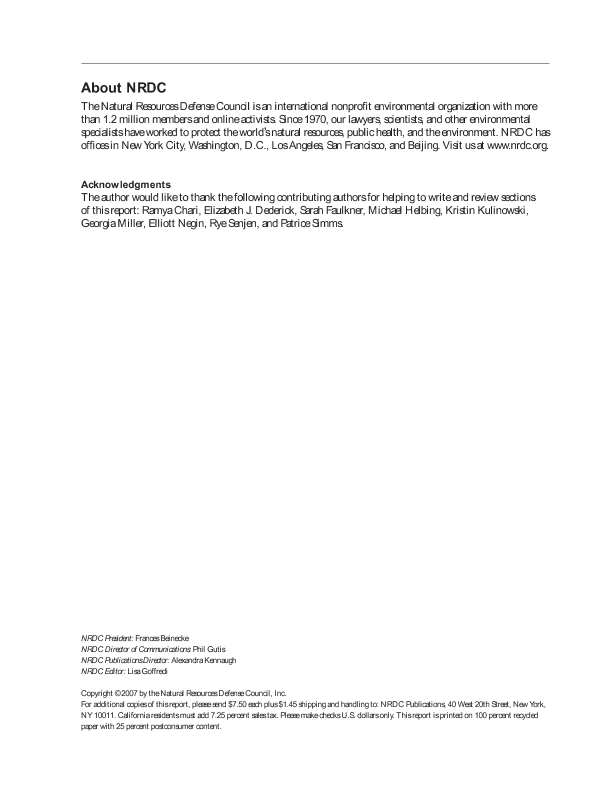 About NRDC
The Natural Resources Defense Council is an international nonprofit environmental organization with more
than 1.2 million members and online activists. Since 1970, our lawyers, scientists, and other environmental
specialists have worked to protect the world's natural resources, public health, and the environment. NRDC has
offices in New York City, Washington, D.C., Los Angeles, San Francisco, and Beijing. Visit us at www.nrdc.org.
Acknowledgments
The author would like to thank the following contributing authors for helping to write and review sections
of this report: Ramya Chari, Elizabeth J. Dederick, Sarah Faulkner, Michael Helbing, Kristin Kulinowski,
Georgia Miller, Elliott Negin, Rye Senjen, and Patrice Simms.
NRDC President: Frances Beinecke
NRDC Director of Communications: Phil Gutis
NRDC Publications Director: Alexandra Kennaugh
NRDC Editor: Lisa Goffredi
Copyright ©2007 by the Natural Resources Defense Council, Inc.
For additional copies of this report, please send $7.50 each plus $1.45 shipping and handling to: NRDC Publications, 40 West 20th Street, New York,
NY 10011. California residents must add 7.25 percent sales tax. Please make checks U.S. dollars only. This report is printed on 100 percent recycled
paper with 25 percent postconsumer content.